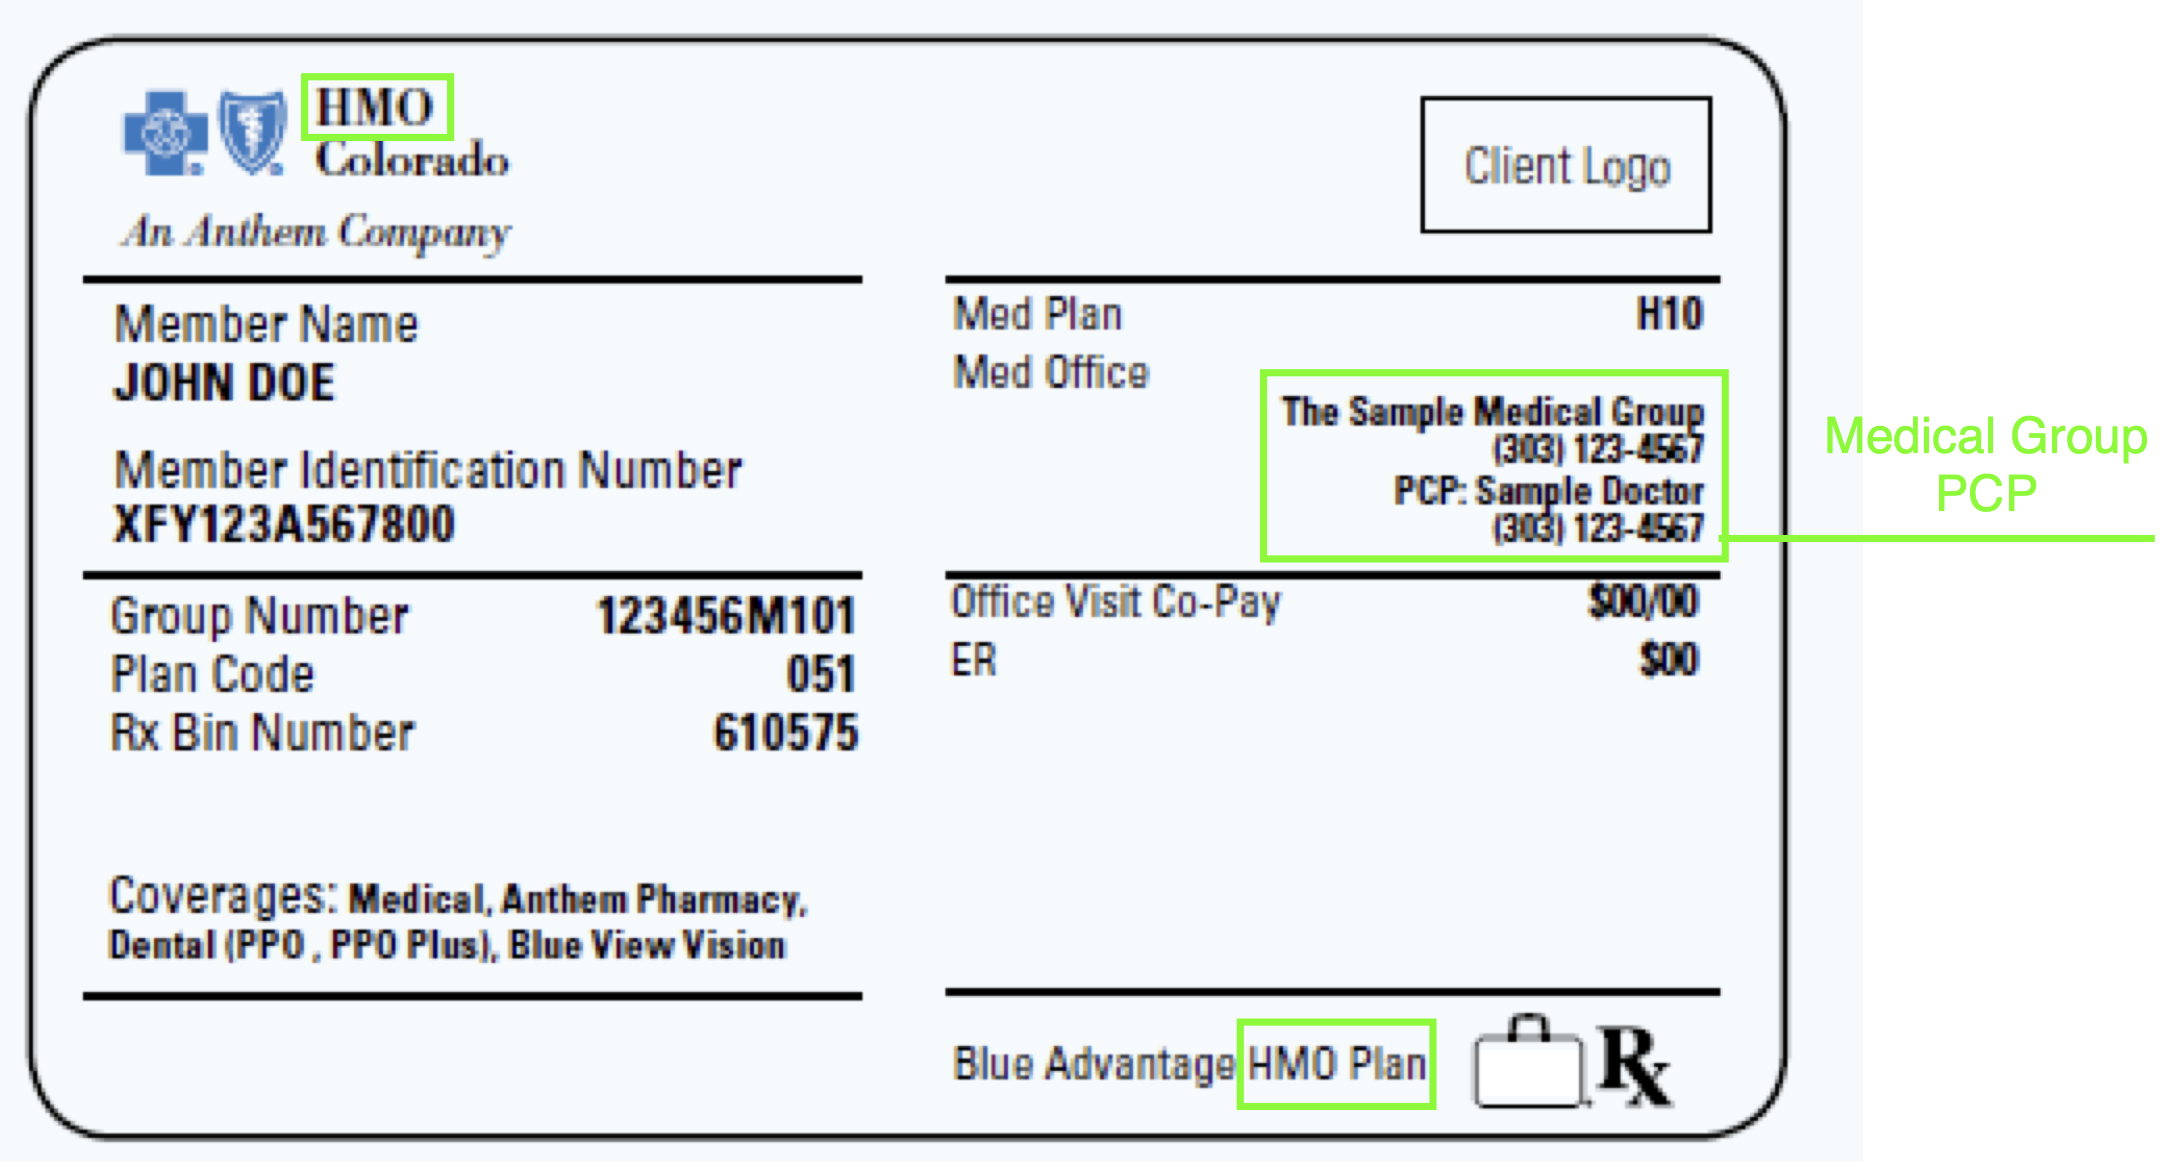 HMO
Colorado
An Anthem Company
Client Logo
Member Name
JOHN DOE
Member Identification Number
XFY123A567800
Group Number 123456M101
Plan Code 051
Rx Bin Number 610575
Coverages: Medical, Anthem Pharmacy,
Dental (PPO , PPO Plus), Blue View Vision
Med Plan H10
Med Office
The Sample Medical Group
(303) 123-4567
PCP: Sample Doctor
(303) 123-4567
Office Visit Co-Pay $00/00
ER $00
Blue Advantage HMO Plan
Rx
Medical Group
PCP